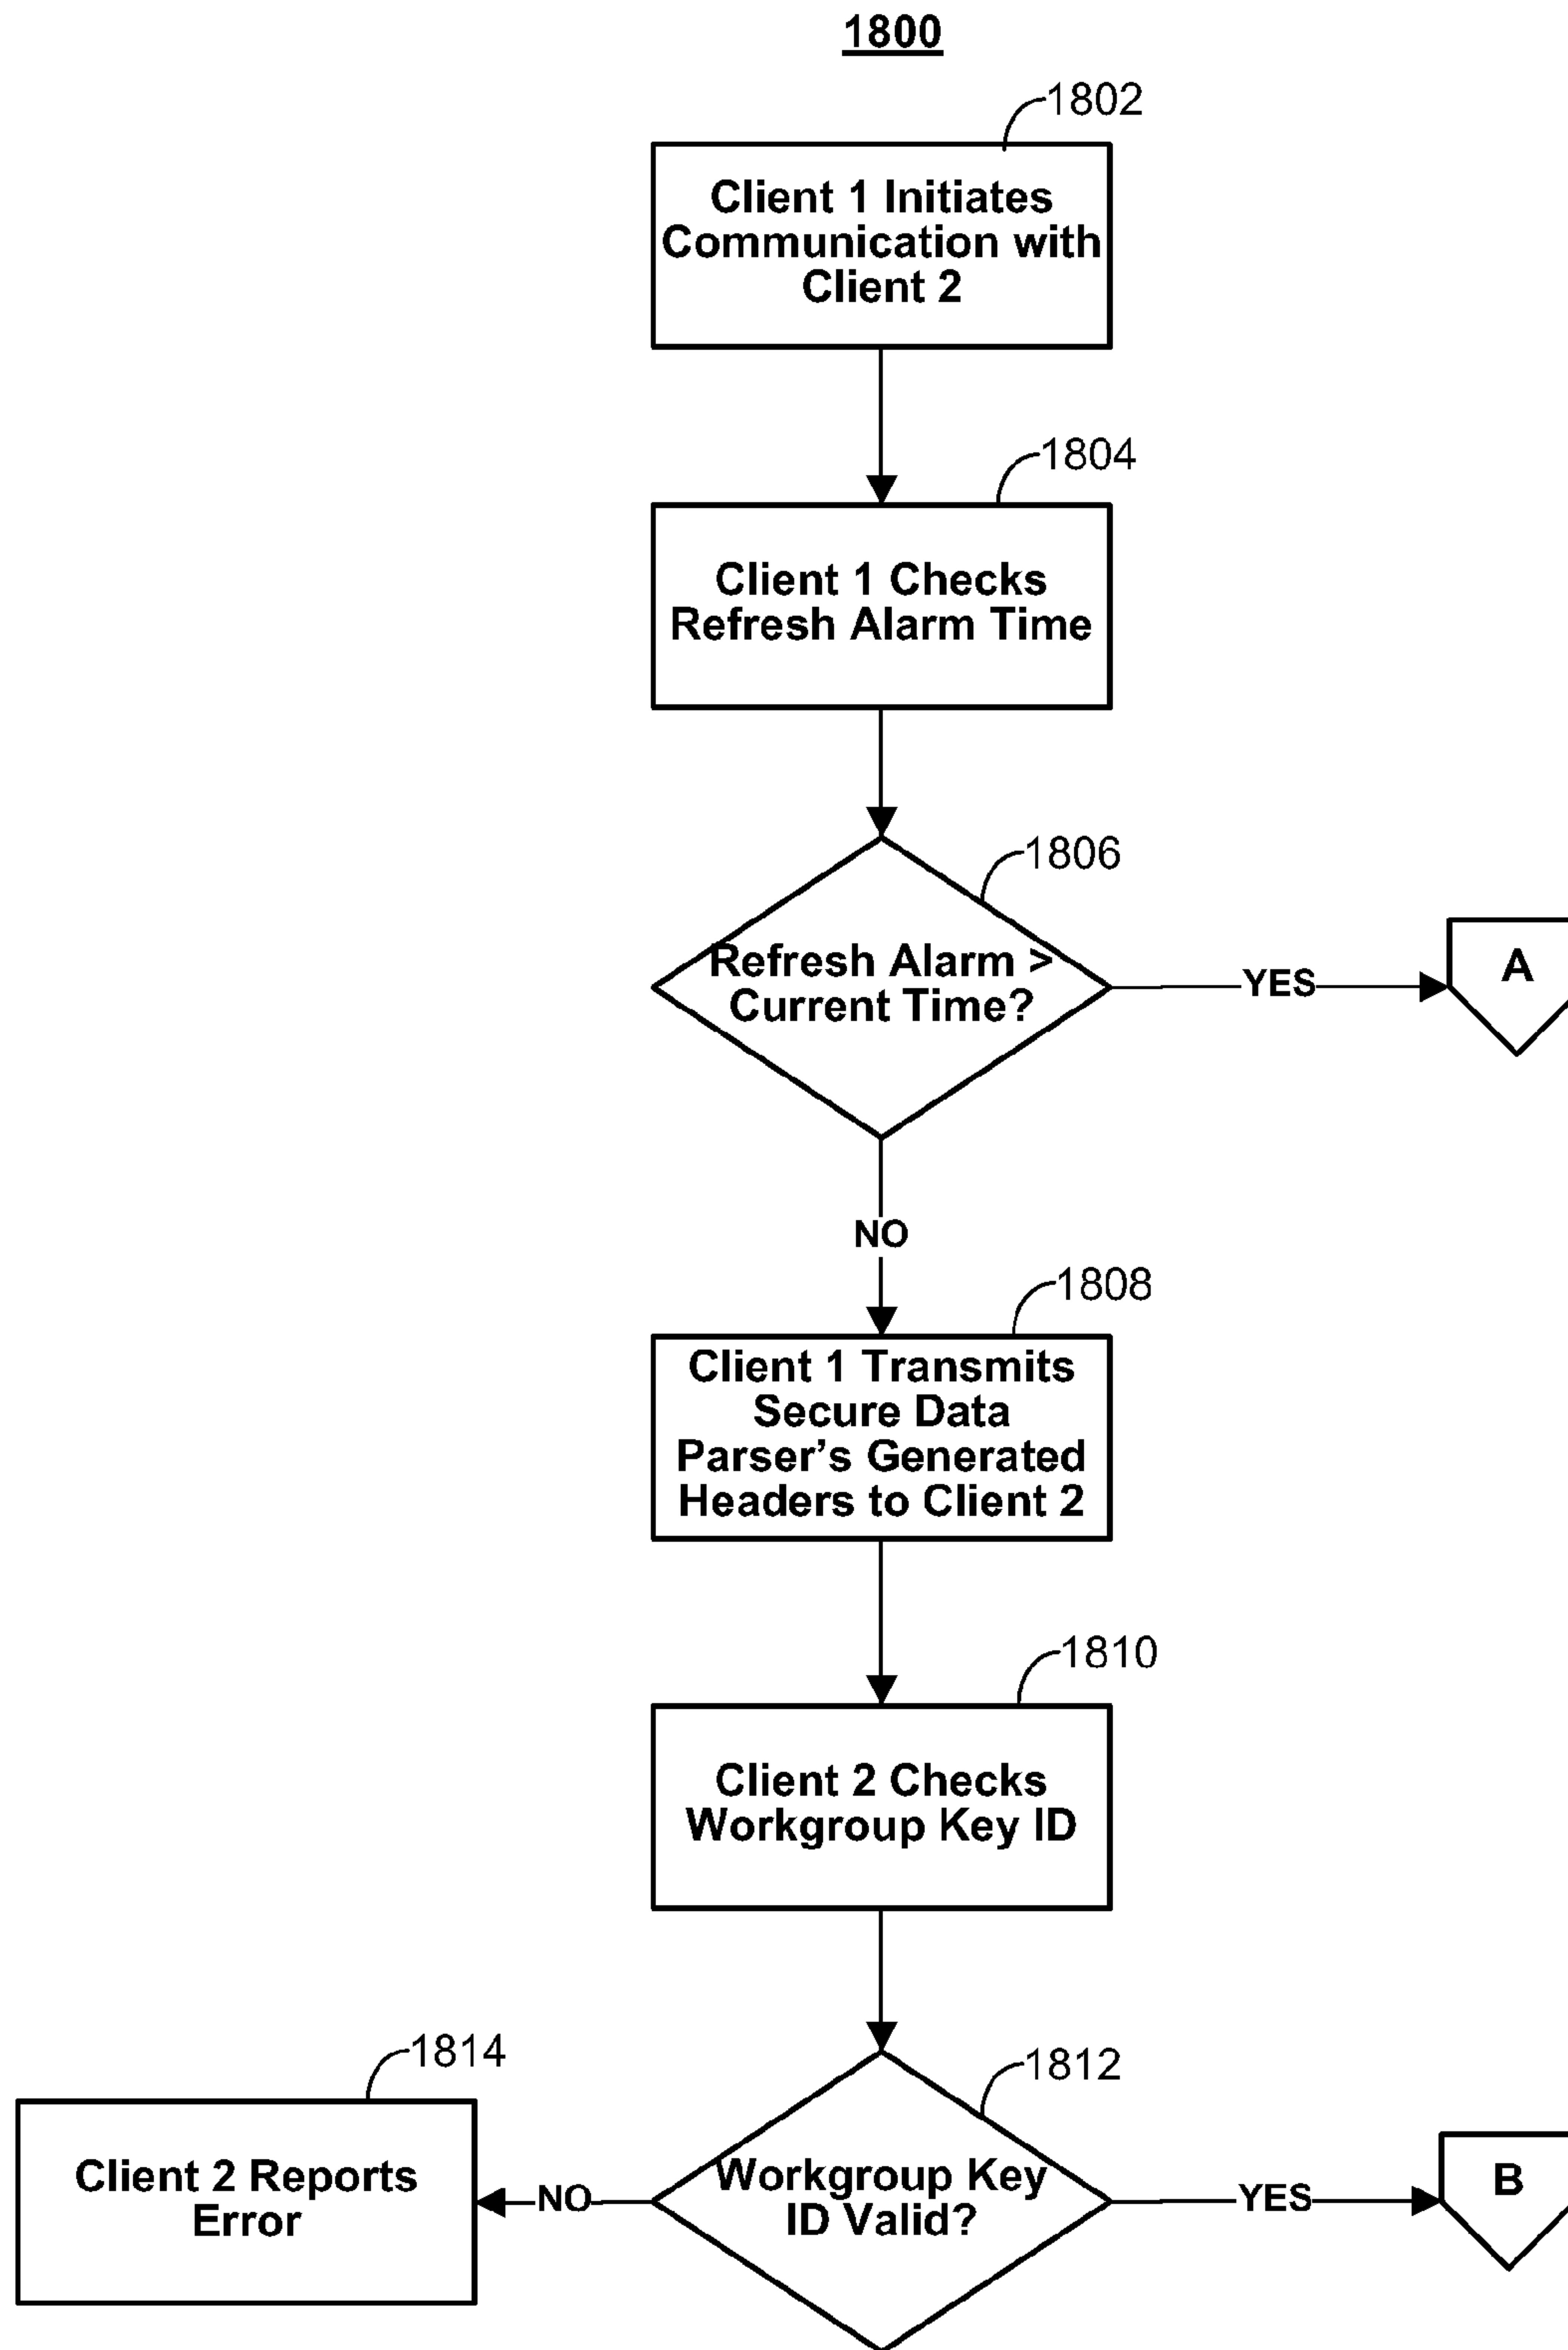 1800
1802
Client 1 Initiates
Communication with
Client 2
1804
Client 1 Checks
Refresh Alarm Time
1806
Refresh Alarm >
Current Time?
YES
A
NO
1808
Client 1 Transmits
Secure Data
Parser's Generated
Headers to Client 2
1810
Client 2 Checks
Workgroup Key ID
1814
1812
Client 2 Reports
Error
NO
Workgroup Key
ID Valid?
YES
B